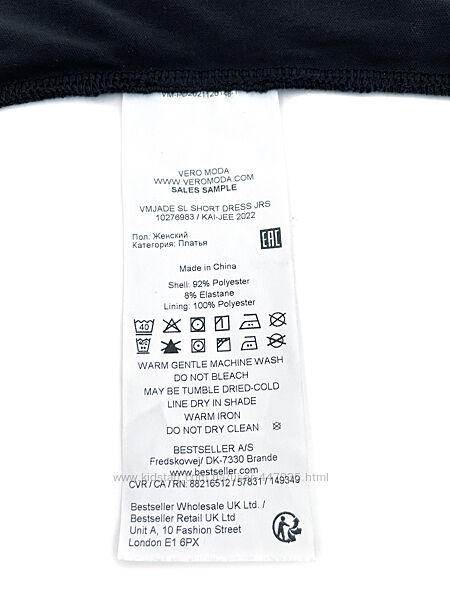 VERO MODA
WWW.VEROMODA.COM
SALES SAMPLE
VMJADE SL SHORT DRESS JRS
10276983 / KAI-JEE 2022
Пол: Женский
Категория: Платья
EAC
Made in China
Shell: 92% Polyester
8% Elastane
Lining: 100% Polyester
40
WARM GENTLE MACHINE WASH
DO NOT BLEACH
MAY BE TUMBLE DRIED-COLD
LINE DRY IN SHADE
WARM IRON
DO NOT DRY CLEAN
BESTSELLER A/S
Fredskovvej/ DK-7330 Brande
www.bestseller.com
CVR / CA / RN: 88216512 / 57831 / 149349
Bestseller Wholesale UK Ltd. /
Bestseller Retail UK Ltd
Unit A, 10 Fashion Street
London E1 6PX